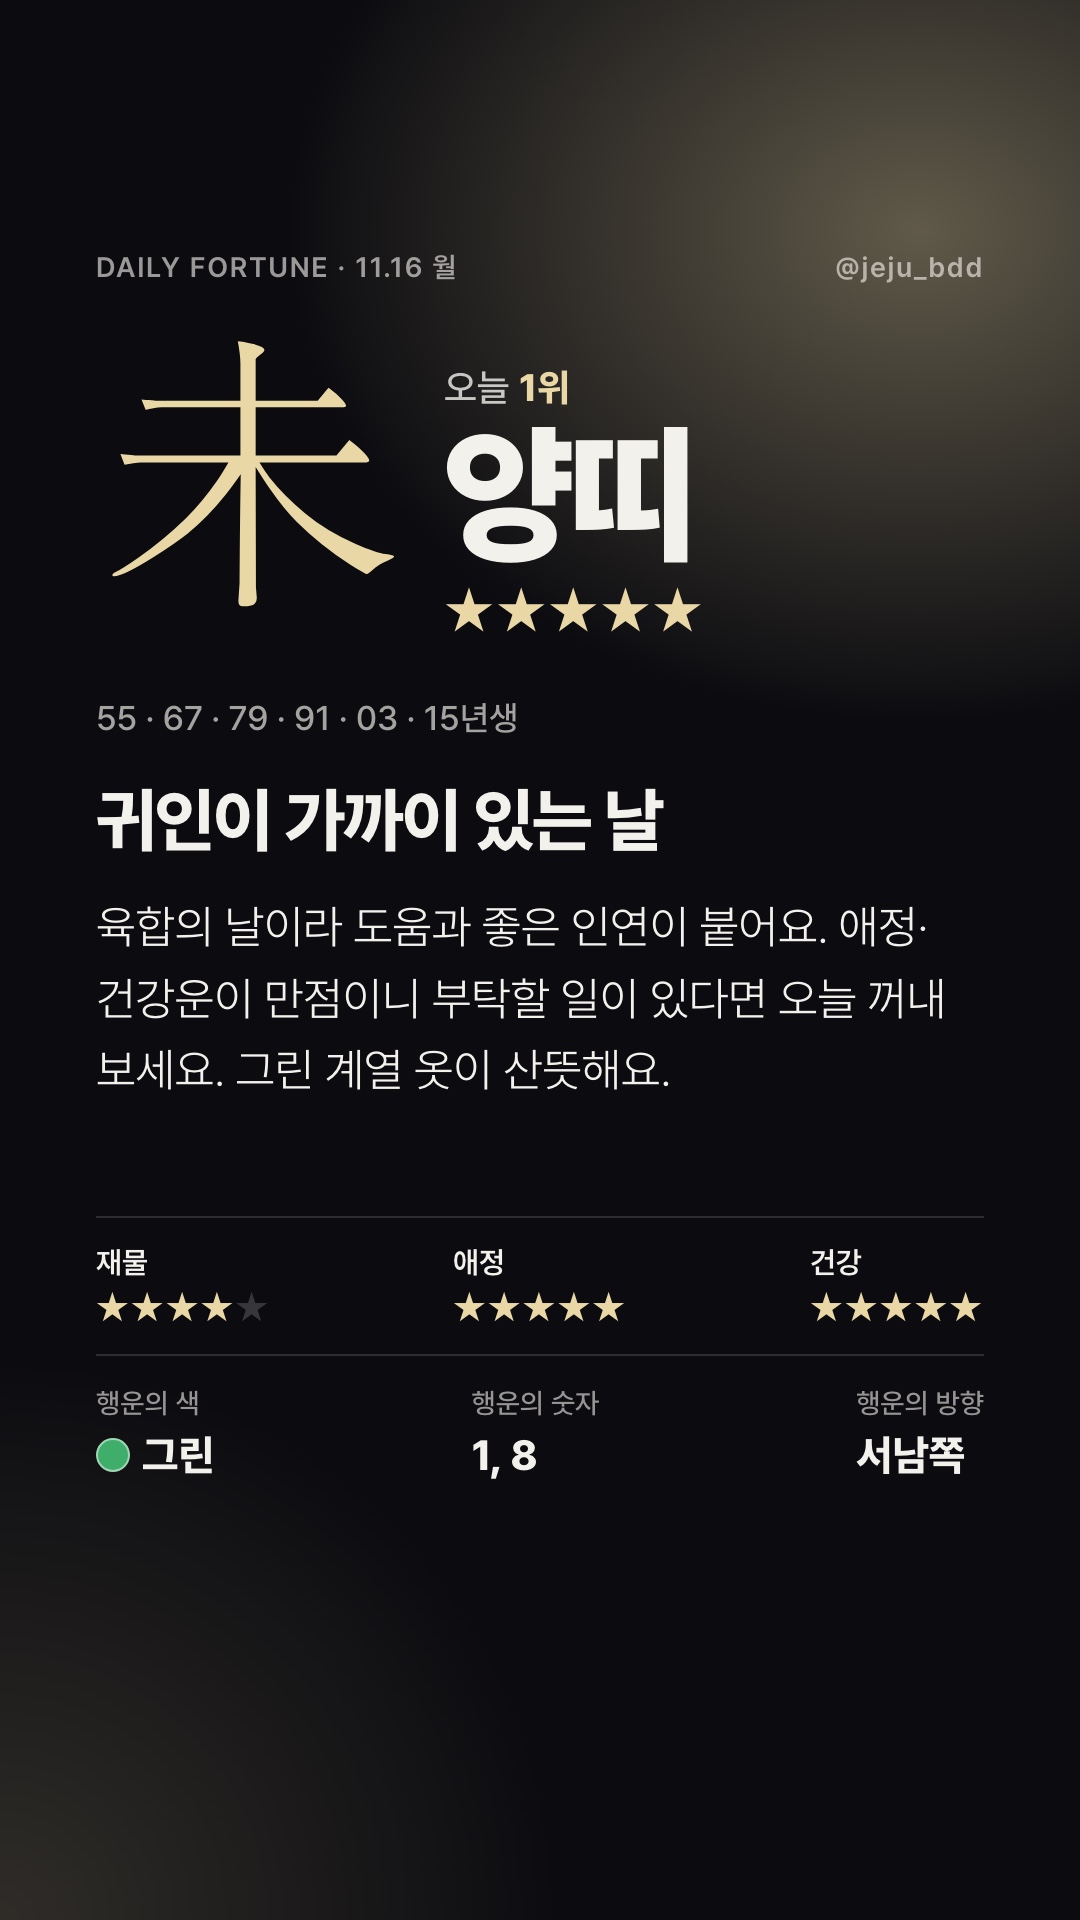 DAILY FORTUNE · 11.16 월
@jeju_bdd
未
오늘 1위
양띠
★★★★★
55 · 67 · 79 · 91 · 03 · 15년생
귀인이 가까이 있는 날
육합의 날이라 도움과 좋은 인연이 붙어요. 애정·
건강운이 만점이니 부탁할 일이 있다면 오늘 꺼내
보세요. 그린 계열 옷이 산뜻해요.
재물 애정 건강
★★★★★ ★★★★★ ★★★★★
행운의 색 행운의 숫자 행운의 방향
그린 1, 8 서남쪽